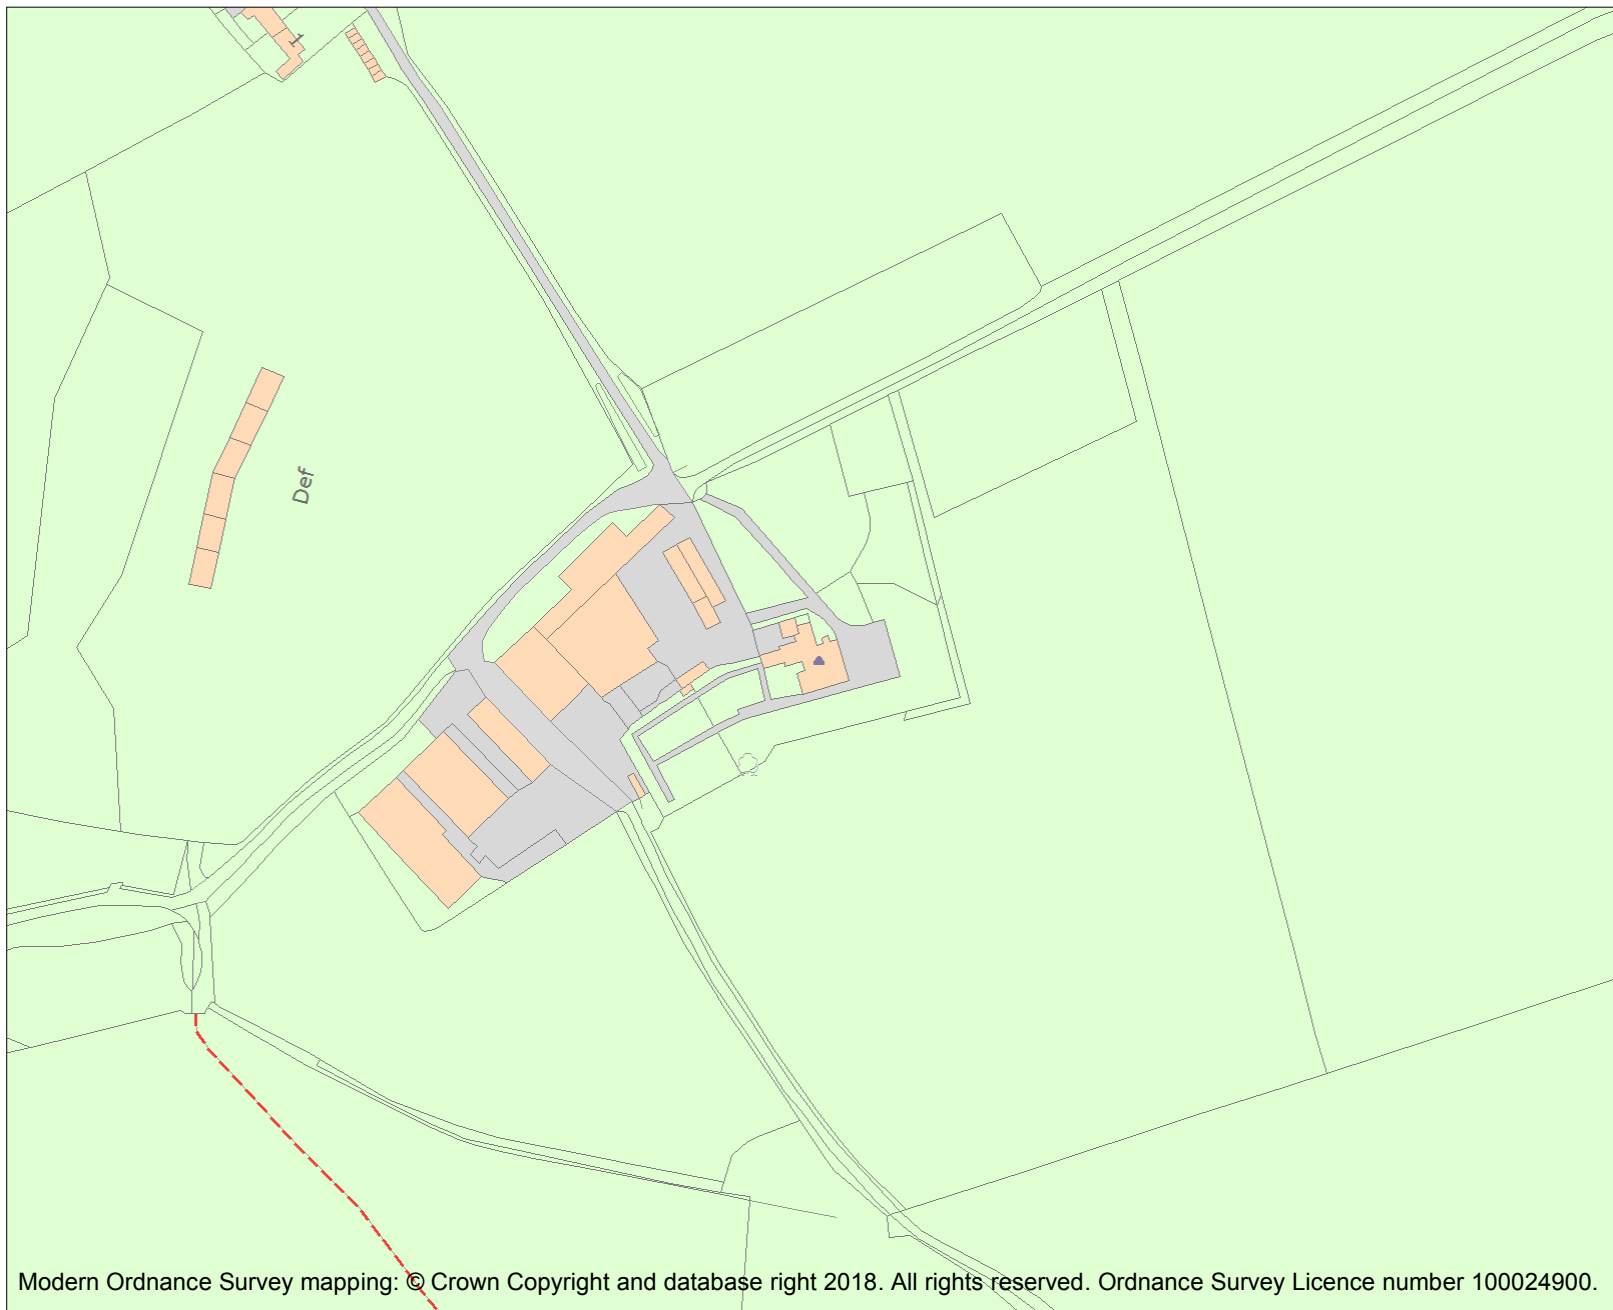 1
Def
Modern Ordnance Survey mapping: © Crown Copyright and database right 2018. All rights reserved. Ordnance Survey Licence number 100024900.